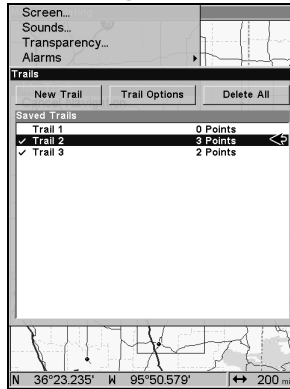 Screen...
Sounds...
Transparency...
Alarms
Trails
New Trail Trail Options Delete All
Saved Trails
Trail 1 0 Points
✓ Trail 2 3 Points
✓ Trail 3 2 Points
N 36°23.235' W 95°50.579' ↔ 200